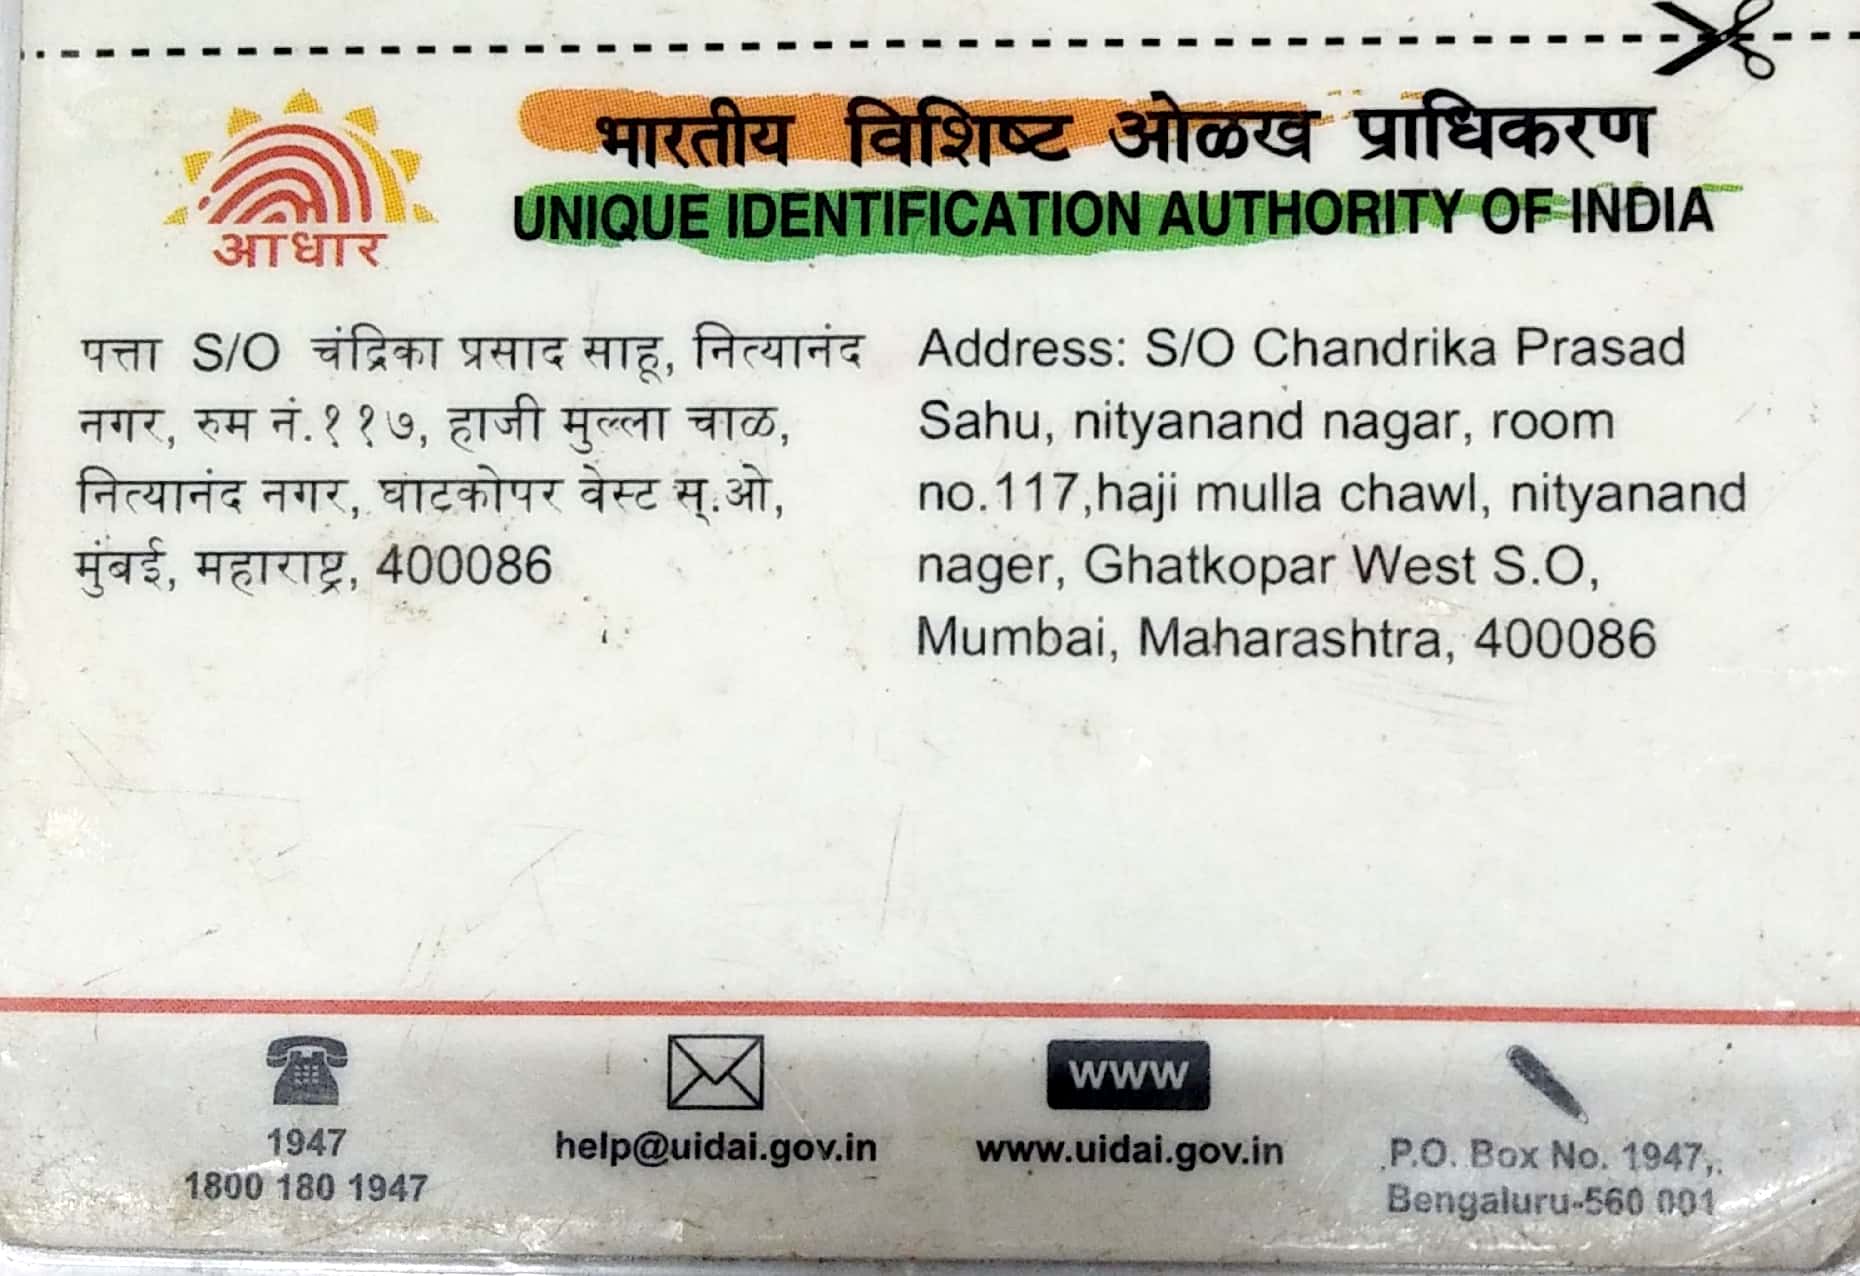 भारतीय विशिष्ट ओळख प्राधिकरण
UNIQUE IDENTIFICATION AUTHORITY OF INDIA
आधार
पत्ता S/O चंद्रिका प्रसाद साहू, नित्यानंद
नगर, रुम नं.११७, हाजी मुल्ला चाळ,
नित्यानंद नगर, घाटकोपर वेस्ट स्.ओ,
मुंबई, महाराष्ट्र, 400086
Address: S/O Chandrika Prasad
Sahu, nityanand nagar, room
no.117,haji mulla chawl, nityanand
nager, Ghatkopar West S.O,
Mumbai, Maharashtra, 400086
1947
1800 180 1947
help@uidai.gov.in
www
www.uidai.gov.in
P.O. Box No. 1947,
Bengaluru-560 001